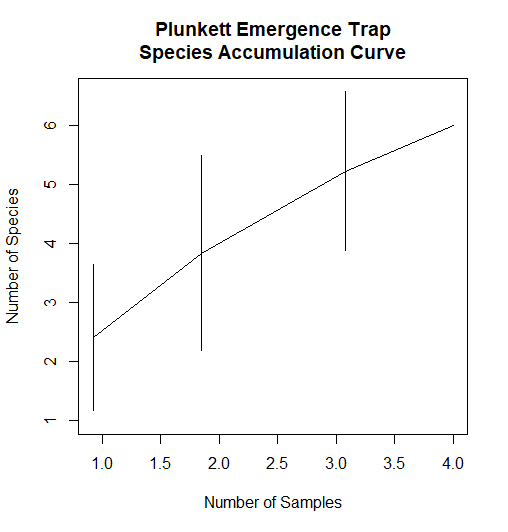 Plunkett Emergence Trap
Species Accumulation Curve
Number of Species
6
5
4
3
2
1
1.0 1.5 2.0 2.5 3.0 3.5 4.0
Number of Samples